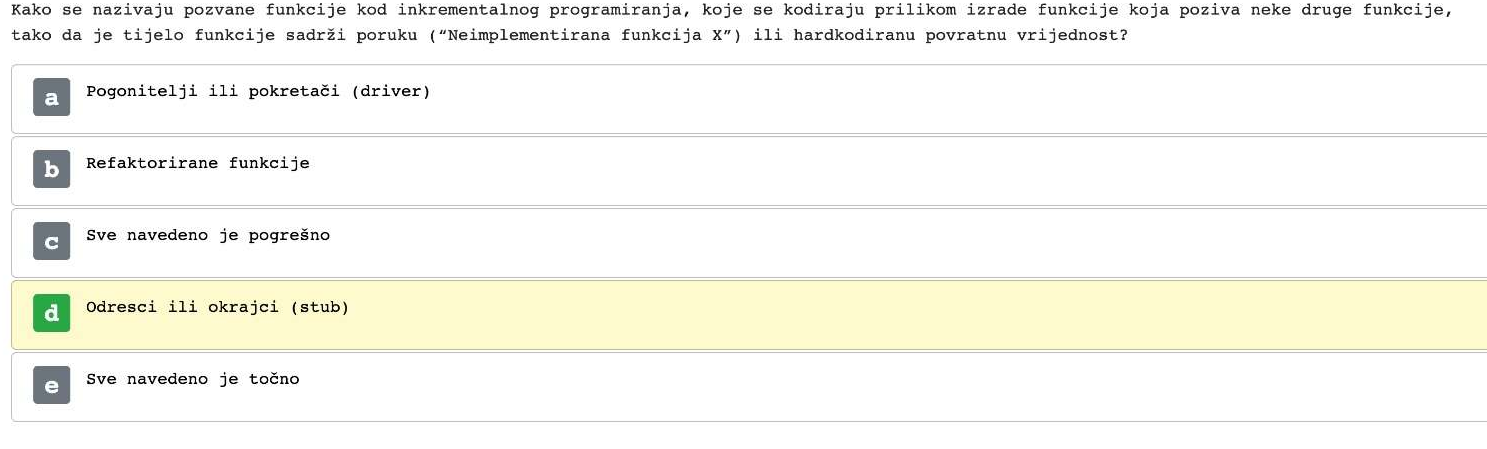 Kako se nazivaju pozvane funkcije kod inkrementalnog programiranja, koje se kodiraju prilikom izrade funkcije koja poziva neke druge funkcije,
tako da je tijelo funkcije sadrži poruku (“Neimplementirana funkcija X”) ili hardkodiranu povratnu vrijednost?
a Pogonitelji ili pokretači (driver)
b Refaktorirane funkcije
c Sve navedeno je pogrešno
d Odresci ili okrajci (stub)
e Sve navedeno je točno